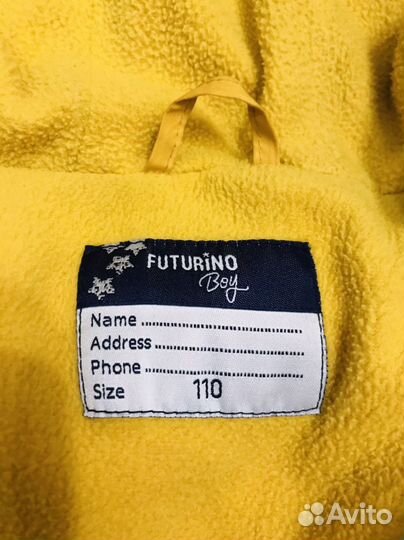 FUTURINO
Boy
Name..............................
Address..........................
Phone............................
Size 110
Avito